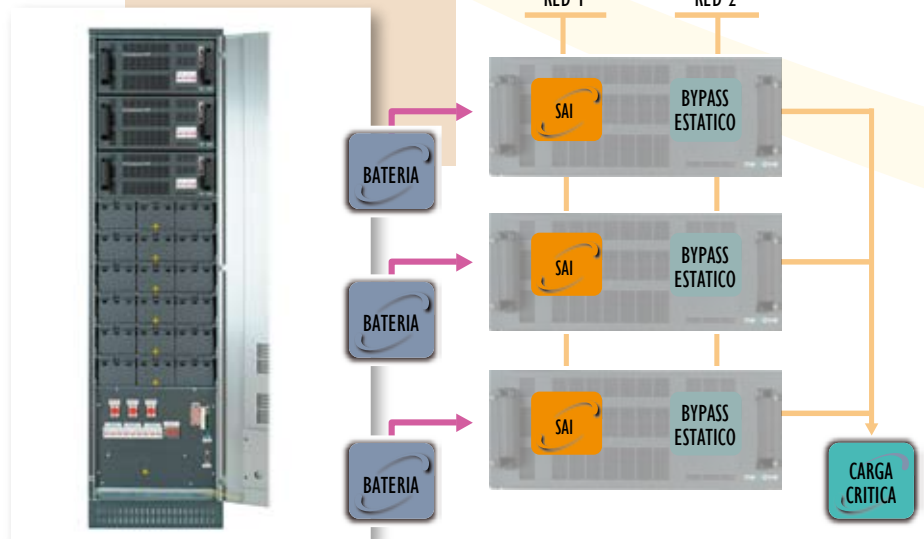 RED 1
RED 2
SAI
BYPASS
ESTATICO
BATERIA
SAI
BYPASS
ESTATICO
BATERIA
SAI
BYPASS
ESTATICO
BATERIA
CARGA
CRITICA